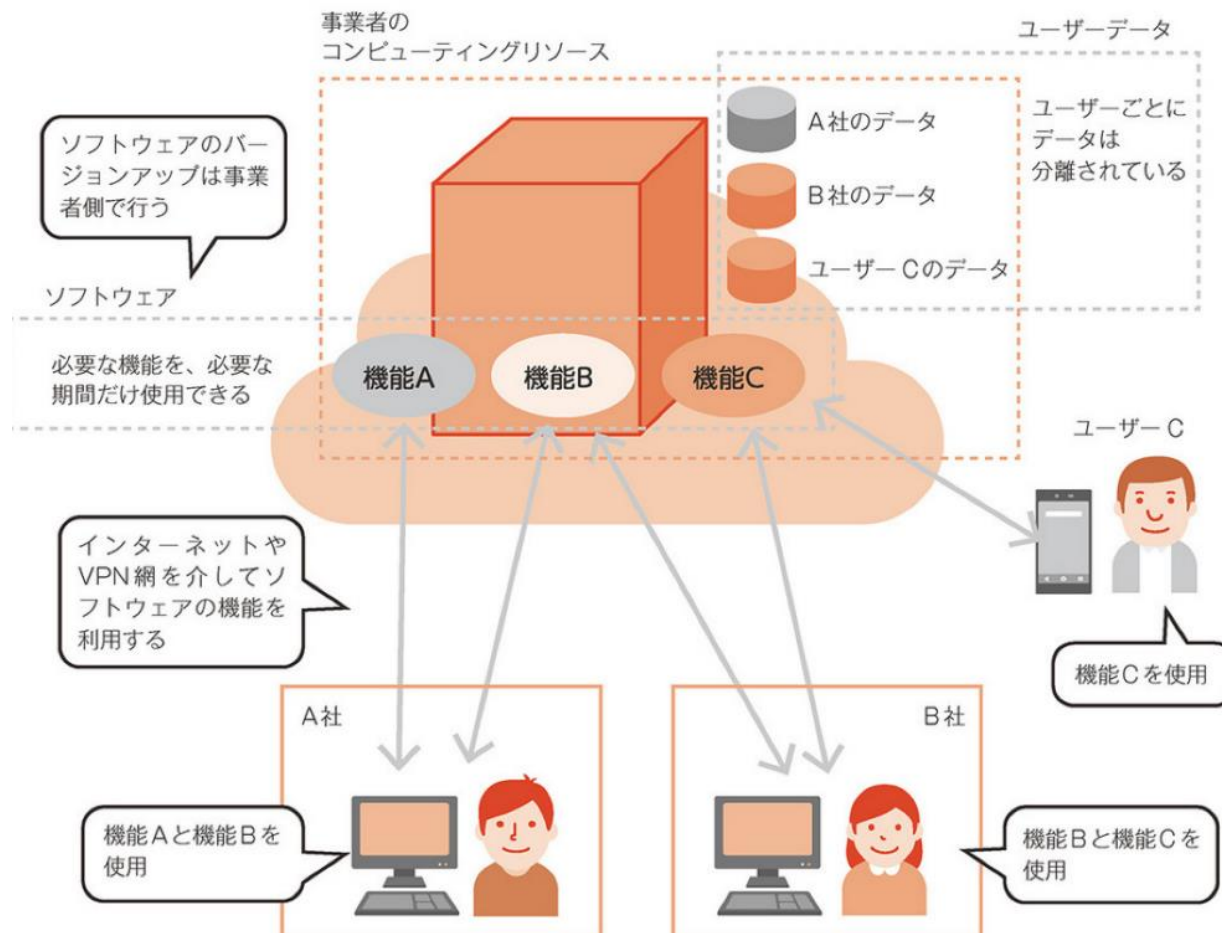 事業者の
コンピューティングリソース
ユーザーデータ
ソフトウェアのバー
ジョンアップは事業
者側で行う
A社のデータ
B社のデータ
ユーザーCのデータ
ユーザーごとに
データは
分離されている
ソフトウェア
必要な機能を、必要な
期間だけ使用できる
機能A
機能B
機能C
ユーザーC
インターネットや
VPN網を介してソ
フトウェアの機能を
利用する
機能Cを使用
A社
B社
機能Aと機能Bを
使用
機能Bと機能Cを
使用